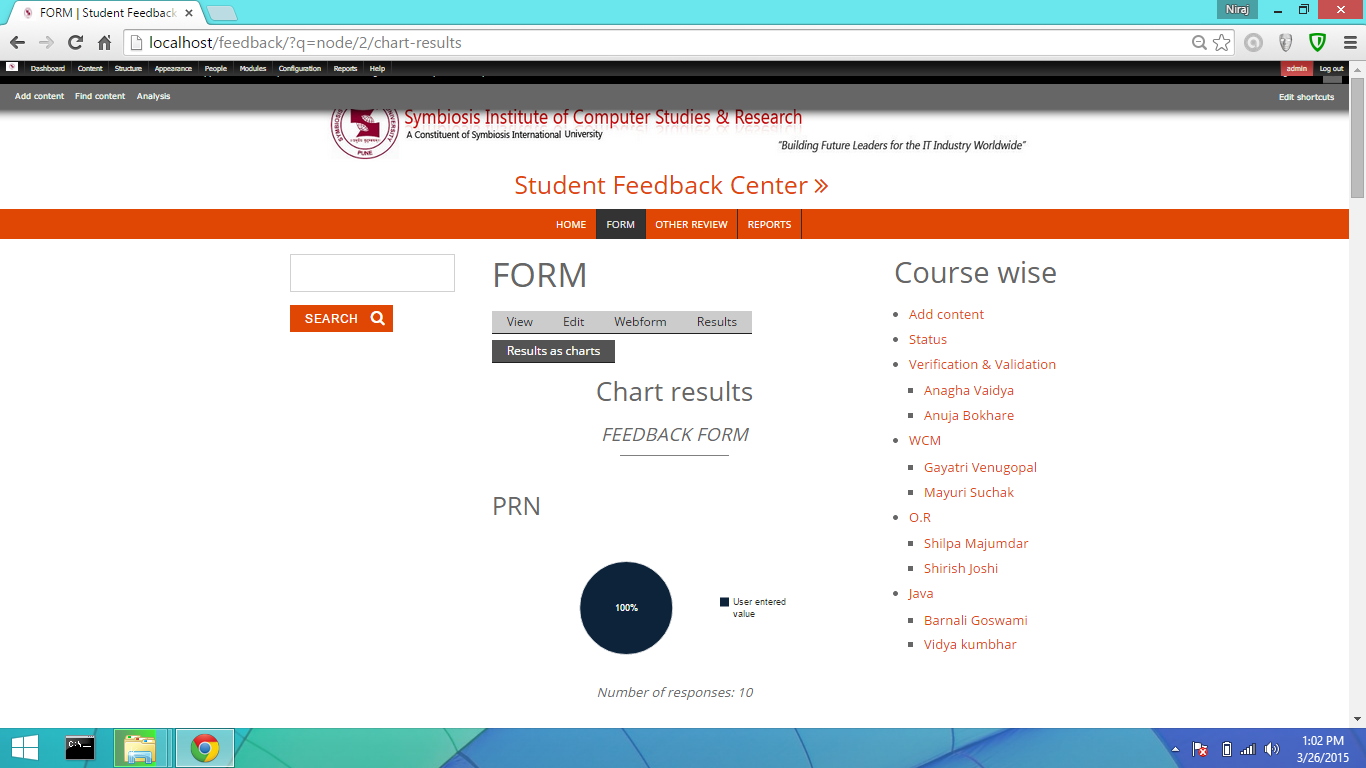 FORM | Student Feedback
Niraj
localhost/feedback/?q=node/2/chart-results
Dashboard Content Structure Appearance People Modules Configuration Reports Help
admin Log out
Add content Find content Analysis
Edit shortcuts
Symbiosis Institute of Computer Studies & Research
A Constituent of Symbiosis International University
PUNE
"Building Future Leaders for the IT Industry Worldwide"
Student Feedback Center »
HOME FORM OTHER REVIEW REPORTS
SEARCH
FORM
View Edit Webform Results
Results as charts
Chart results
FEEDBACK FORM
PRN
100%
User entered
value
Number of responses: 10
Course wise
Add content
Status
Verification & Validation
Anagha Vaidya
Anuja Bokhare
WCM
Gayatri Venugopal
Mayuri Suchak
O.R
Shilpa Majumdar
Shirish Joshi
Java
Barnali Goswami
Vidya kumbhar
C:\_
1:02 PM
3/26/2015